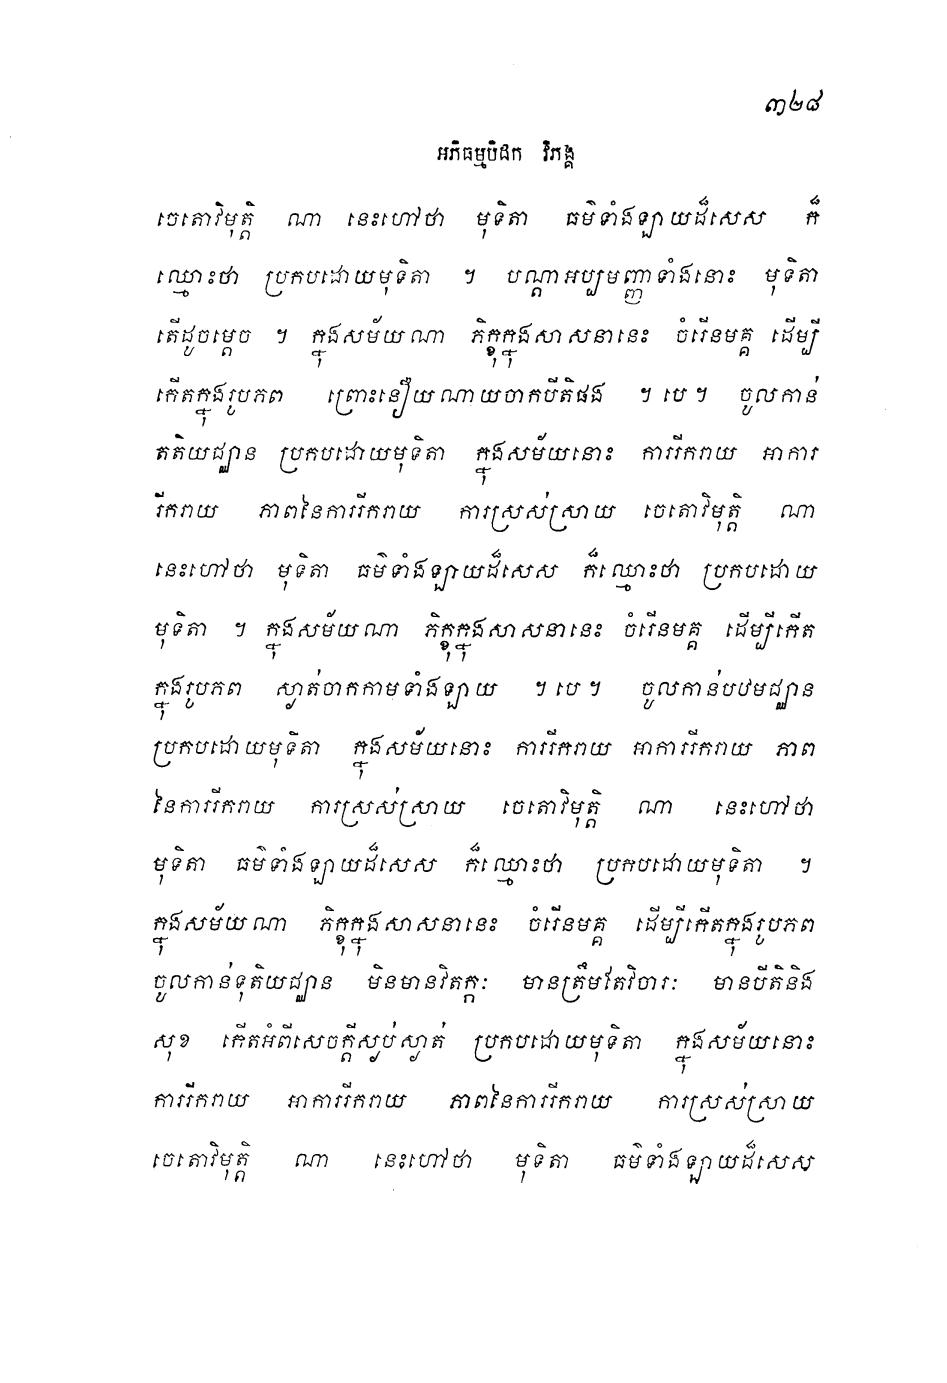 ៣២៨
អភិធម្មបិដក វិភង្គ
ចេតោវិមុត្តិ ណា នេះហៅថា មុទិតា ធម៌ទាំងឡាយដ៏សេស ក៏
ឈ្មោះថា ប្រកបដោយមុទិតា ។ បណ្តាអប្បមញ្ញាទាំងនោះ មុទិតា
តើដូចម្តេច ។ ក្នុងសម័យណា ភិក្ខុក្នុងសាសនានេះ ចំរើនមគ្គ ដើម្បី
កើតក្នុងរូបភព ព្រោះនឿយណាយចាកបីតិផង ។ បេ ។ ចូលកាន់
តតិយជ្ឈាន ប្រកបដោយមុទិតា ក្នុងសម័យនោះ ការរីករាយ អាការ
រីករាយ ភាពនៃការរីករាយ ការស្រស់ស្រាយ ចេតោវិមុត្តិ ណា
នេះហៅថា មុទិតា ធម៌ទាំងឡាយដ៏សេស ក៏ឈ្មោះថា ប្រកបដោយ
មុទិតា ។ ក្នុងសម័យណា ភិក្ខុក្នុងសាសនានេះ ចំរើនមគ្គ ដើម្បីកើត
ក្នុងរូបភព ស្ងាត់ចាកកាមទាំងឡាយ ។ បេ ។ ចូលកាន់បឋមជ្ឈាន
ប្រកបដោយមុទិតា ក្នុងសម័យនោះ ការរីករាយ អាការរីករាយ ភាព
នៃការរីករាយ ការស្រស់ស្រាយ ចេតោវិមុត្តិ ណា នេះហៅថា
មុទិតា ធម៌ទាំងឡាយដ៏សេស ក៏ឈ្មោះថា ប្រកបដោយមុទិតា ។
ក្នុងសម័យណា ភិក្ខុក្នុងសាសនានេះ ចំរើនមគ្គ ដើម្បីកើតក្នុងរូបភព
ចូលកាន់ទុតិយជ្ឈាន មិនមានវិតក្កៈ មានត្រឹមតែវិចារៈ មានបីតិនិង
សុខ កើតអំពីសេចក្តីស្ងប់ស្ងាត់ ប្រកបដោយមុទិតា ក្នុងសម័យនោះ
ការរីករាយ អាការរីករាយ ភាពនៃការរីករាយ ការស្រស់ស្រាយ
ចេតោវិមុត្តិ ណា នេះហៅថា មុទិតា ធម៌ទាំងឡាយដ៏សេស